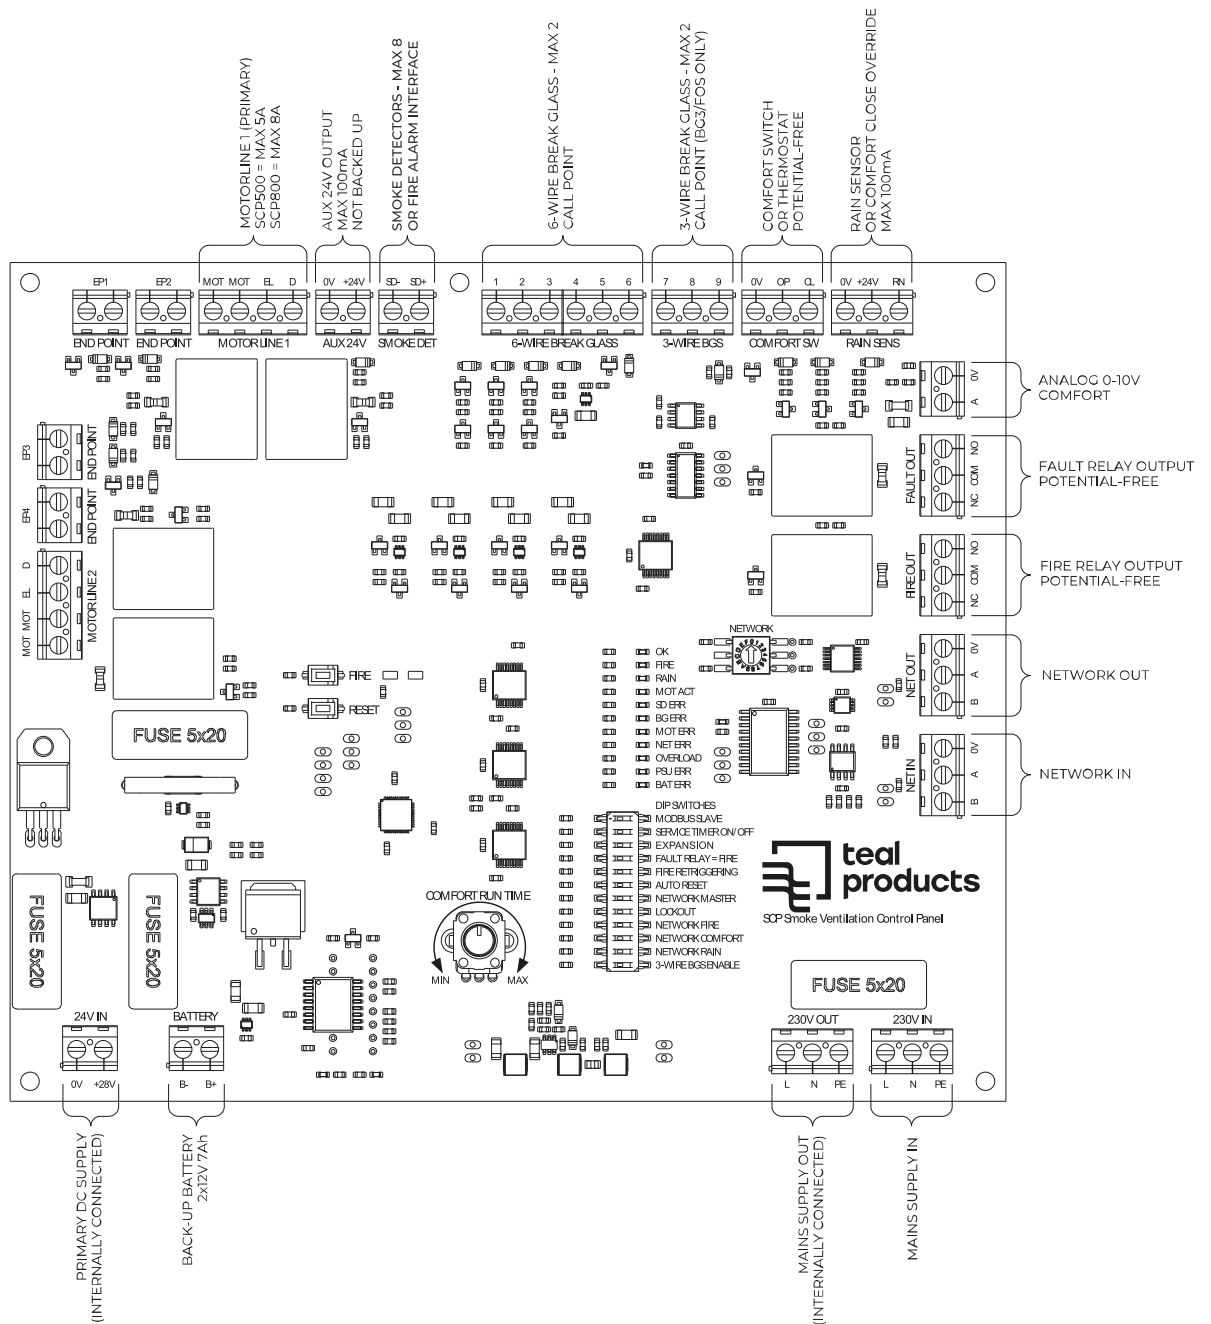 MOTORLINE 1 (PRIMARY)
SCP500 = MAX 5A
SCP800 = MAX 8A
AUX 24V OUTPUT
MAX 100mA
NOT BACKED UP
SMOKE DETECTORS - MAX 8
OR FIRE ALARM INTERFACE
6-WIRE BREAK GLASS - MAX 2
CALL POINT
3-WIRE BREAK GLASS - MAX 2
CALL POINT (BG3/FOS ONLY)
COMFORT SWITCH
OR THERMOSTAT
POTENTIAL-FREE
RAIN SENSOR
OR COMFORT CLOSE OVERRIDE
MAX 100mA
EP1
EP2
MOT MOT EL D
0V +24V
SD- SD+
1 2 3 4 5 6
7 8 9
0V OP CL
0V +24V RN
END POINT
END POINT
MOTORLINE 1
AUX 24V
SMOKE DET
6-WIRE BREAK GLASS
3-WIRE BGS
COMFORT SW
RAIN SENS
0V
A
ANALOG 0-10V
COMFORT
EP3
END POINT
EP4
END POINT
FAULT OUT
NO
COM
NC
FAULT RELAY OUTPUT
POTENTIAL-FREE
D
EL
MOT MOT
MOTORLINE 2
FIRE OUT
NO
COM
NC
FIRE RELAY OUTPUT
POTENTIAL-FREE
NETWORK
FIRE
RESET
OK
FIRE
RAIN
MOT ACT
SD ERR
BG ERR
MOT ERR
NET ERR
OVERLOAD
PSU ERR
BAT ERR
NET OUT
0V
A
B
NETWORK OUT
NET IN
0V
A
B
NETWORK IN
FUSE 5x20
DIP SWITCHES
MODBUS SLAVE
SERVICE TIMER ON/OFF
EXPANSION
FAULT RELAY = FIRE
FIRE RETRIGGERING
AUTO RESET
NETWORK MASTER
LOCKOUT
NETWORK FIRE
NETWORK COMFORT
NETWORK RAIN
3-WIRE BGS ENABLE
teal
products
SCP Smoke Ventilation Control Panel
COMFORT RUN TIME
MIN
MAX
FUSE 5x20
FUSE 5x20
FUSE 5x20
24V IN
BATTERY
230V OUT
230V IN
0V +28V
B- B+
L N PE
L N PE
PRIMARY DC SUPPLY
(INTERNALLY CONNECTED)
BACK-UP BATTERY
2x12V 7Ah
MAINS SUPPLY OUT
(INTERNALLY CONNECTED)
MAINS SUPPLY IN